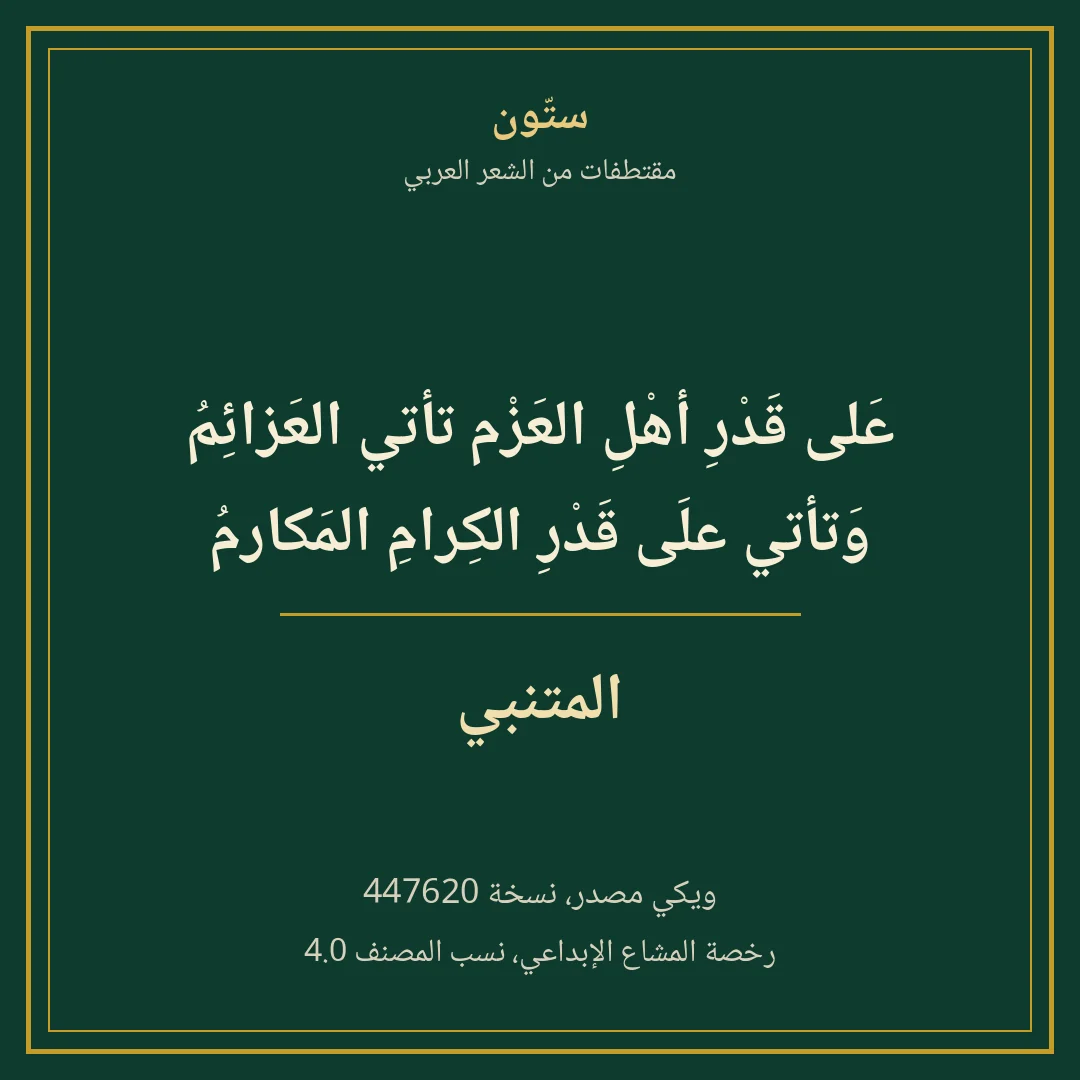 ستّون
مقتطفات من الشعر العربي
عَلى قَدْرِ أهْلِ العَزْم تأتي العَزائِمُ
وَتأتي علَى قَدْرِ الكِرامِ المَكارمُ
المتنبي
ويكي مصدر، نسخة 447620
رخصة المشاع الإبداعي، نسب المصنف 4.0